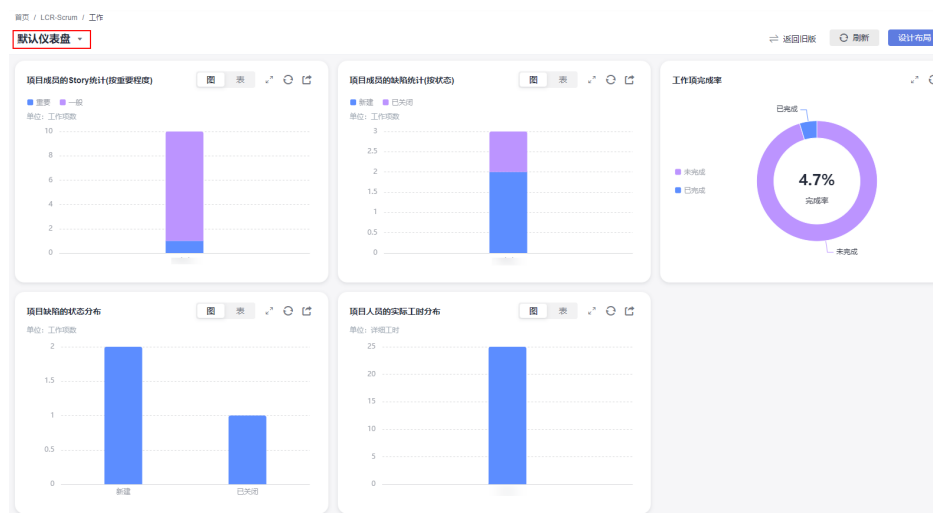 首页 / LCR-Scrum / 工作
默认仪表盘
返回旧版 刷新 设计布局
项目成员的Story统计(按重要程度) 图 表
重要 一般
单位：工作项数
10
8
6
4
2
0
项目成员的缺陷统计(按状态) 图 表
新建 已关闭
单位：工作项数
3
2.5
2
1.5
1
0.5
0
工作项完成率
已完成
未完成
已完成
4.7%
完成率
未完成
项目缺陷的状态分布 图 表
单位：工作项数
2
1.5
1
0.5
0
新建 已关闭
项目人员的实际工时分布 图 表
单位：详细工时
25
20
15
10
5
0